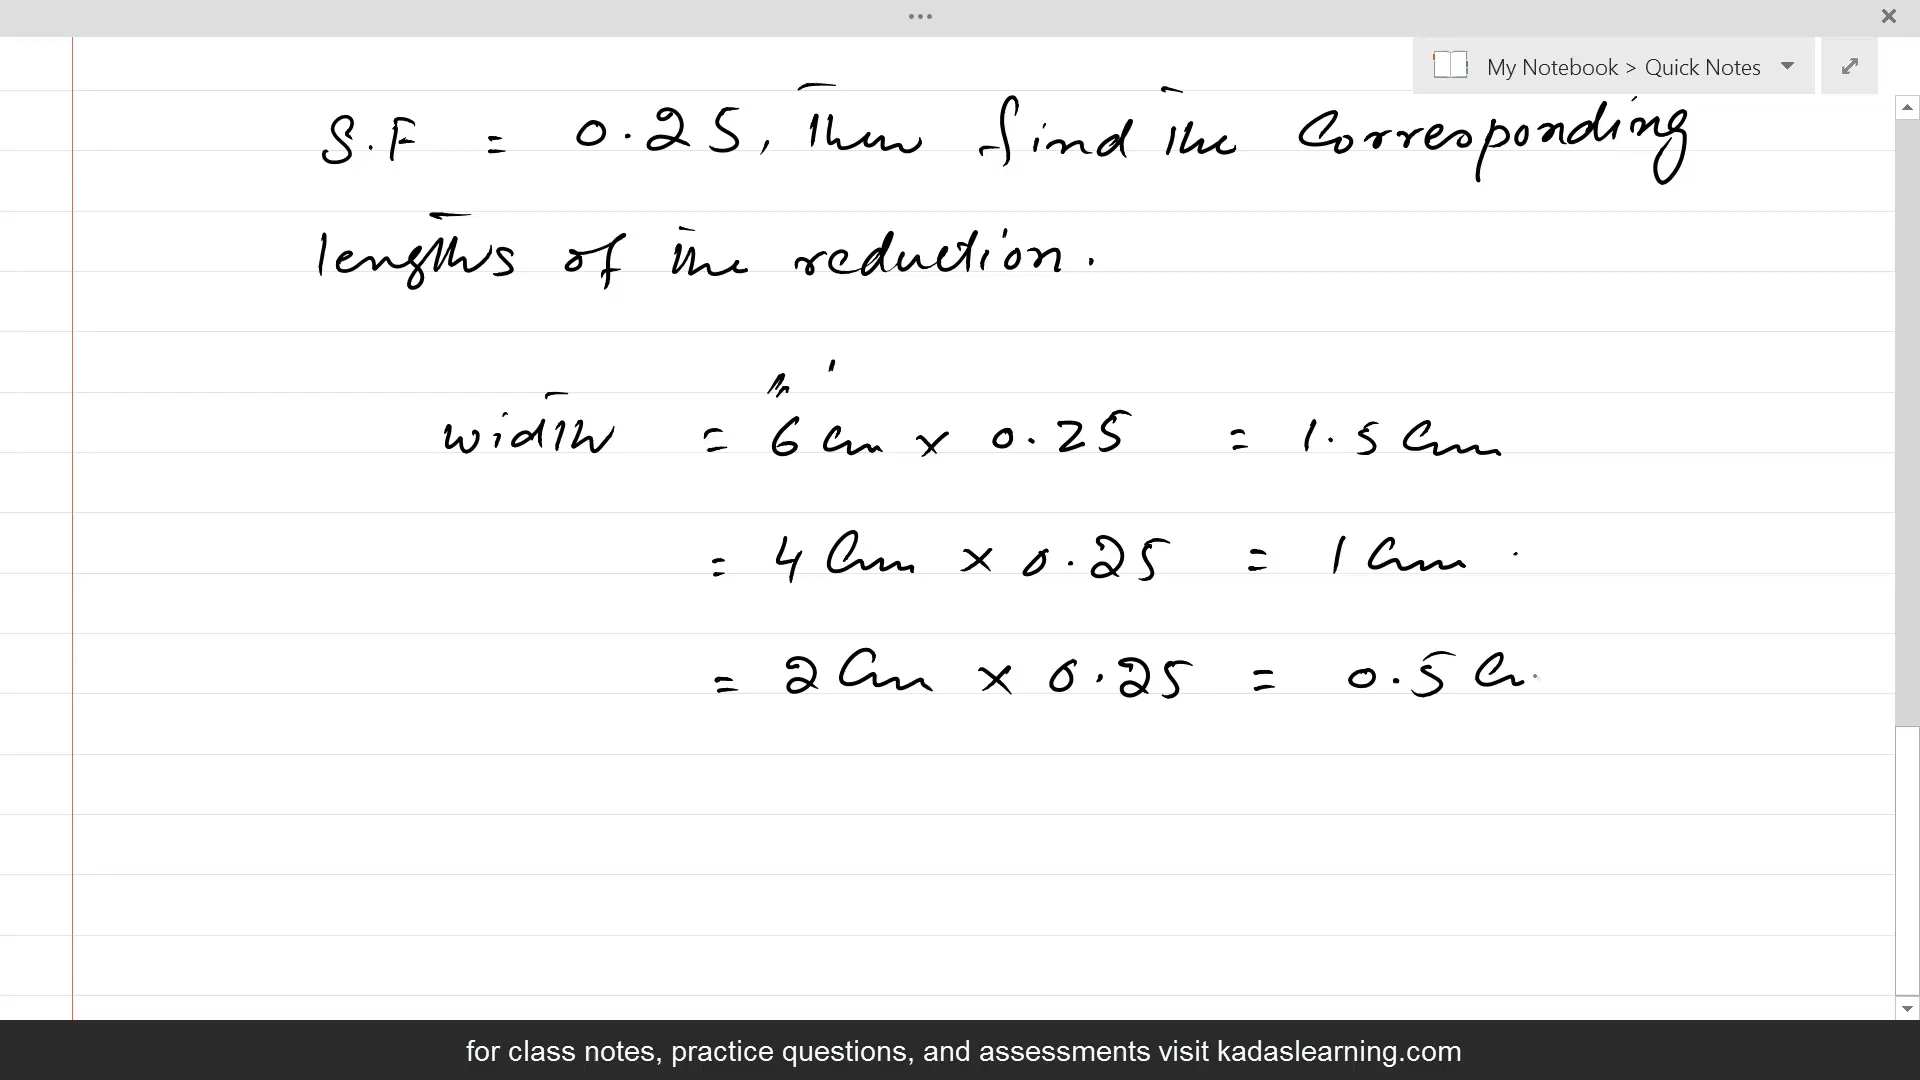 ...
My Notebook > Quick Notes
S.F = 0.25, Then find the Corresponding
lengths of the reduction.
width = 6 cm × 0.25 = 1.5 Cm
= 4 Cm × 0.25 = 1 Cm .
= 2 Cm × 0.25 = 0.5 C
for class notes, practice questions, and assessments visit kadaslearning.com